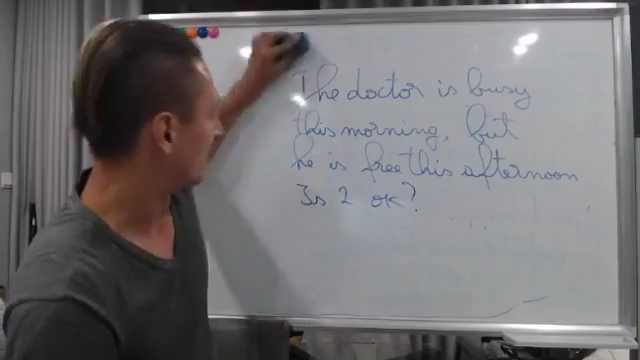 The doctor is busy
this morning, but
he is free this afternoon
Is 2 ok?